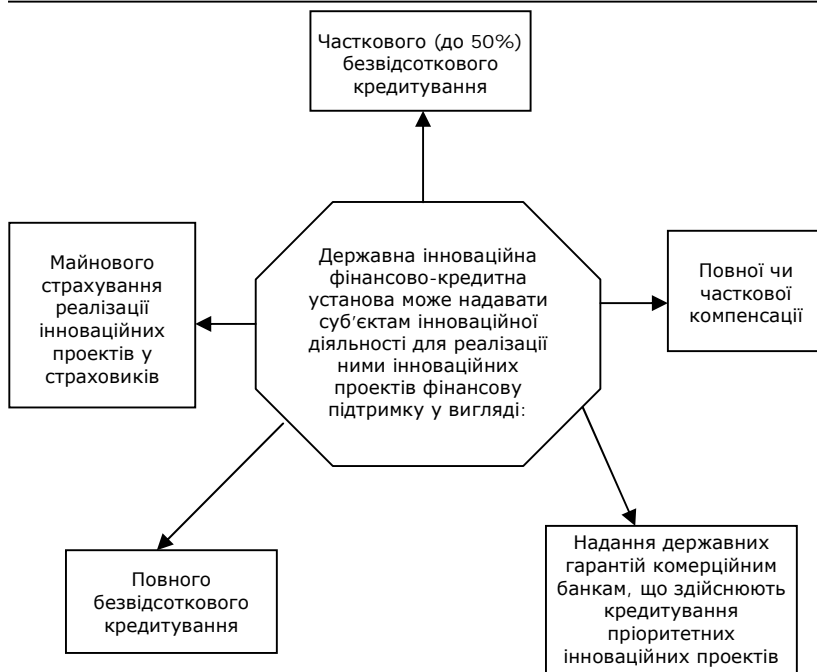 Часткового (до 50%)
безвідсоткового
кредитування
Майнового
страхування
реалізації
інноваційних
проектів у
страховиків
Державна інноваційна
фінансово-кредитна
установа може надавати
суб’єктам інноваційної
діяльності для реалізації
ними інноваційних
проектів фінансову
підтримку у вигляді:
Повної чи
часткової
компенсації
Повного
безвідсоткового
кредитування
Надання державних
гарантій комерційним
банкам, що здійснюють
кредитування
пріоритетних
інноваційних проектів